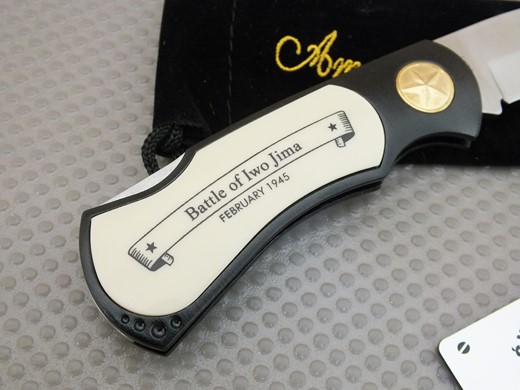 Battle of Iwo Jima
FEBRUARY 1945